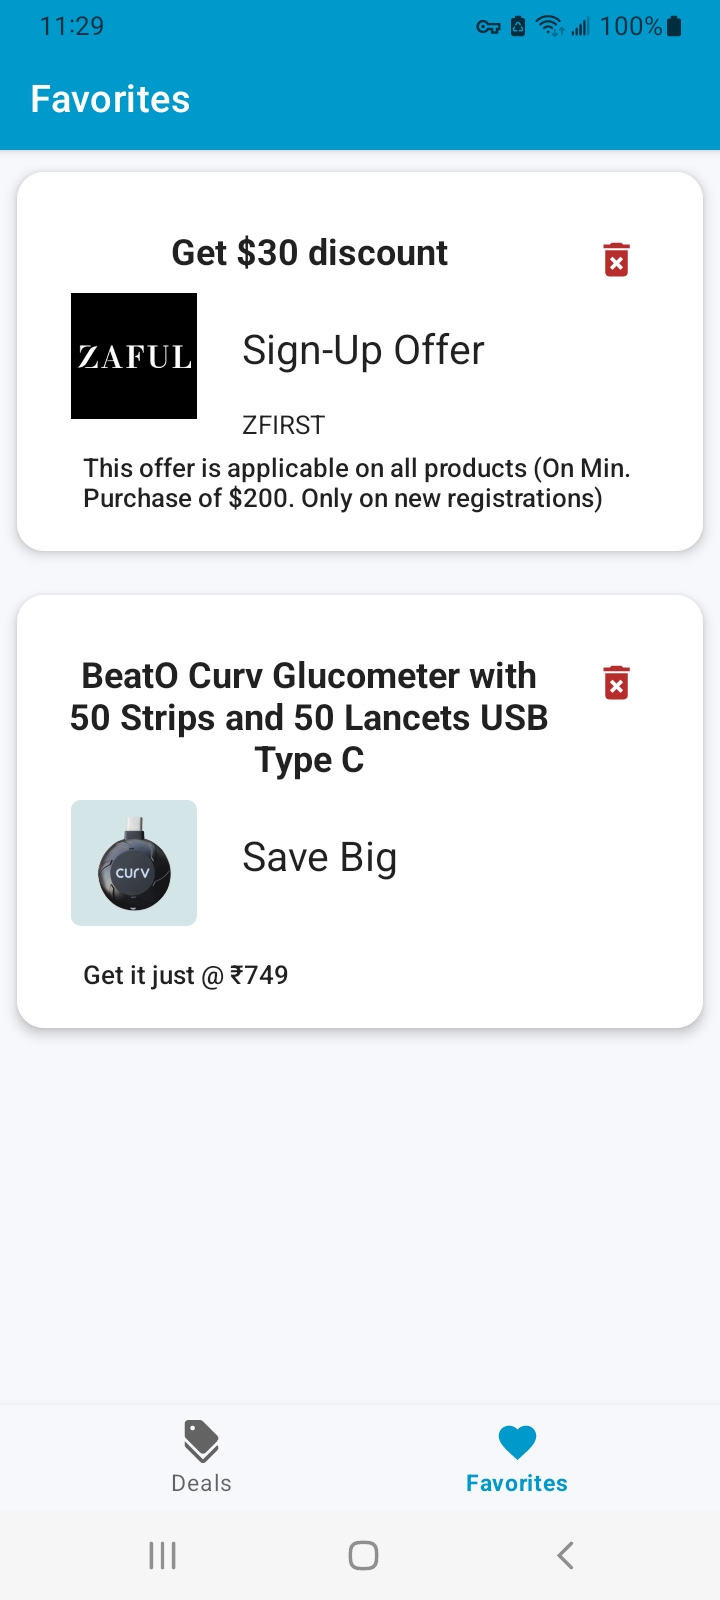 11:29
100%
Favorites
Get $30 discount
ZAFUL
Sign-Up Offer
ZFIRST
This offer is applicable on all products (On Min.
Purchase of $200. Only on new registrations)
BeatO Curv Glucometer with
50 Strips and 50 Lancets USB
Type C
curv
Save Big
Get it just @ ₹749
Deals
Favorites